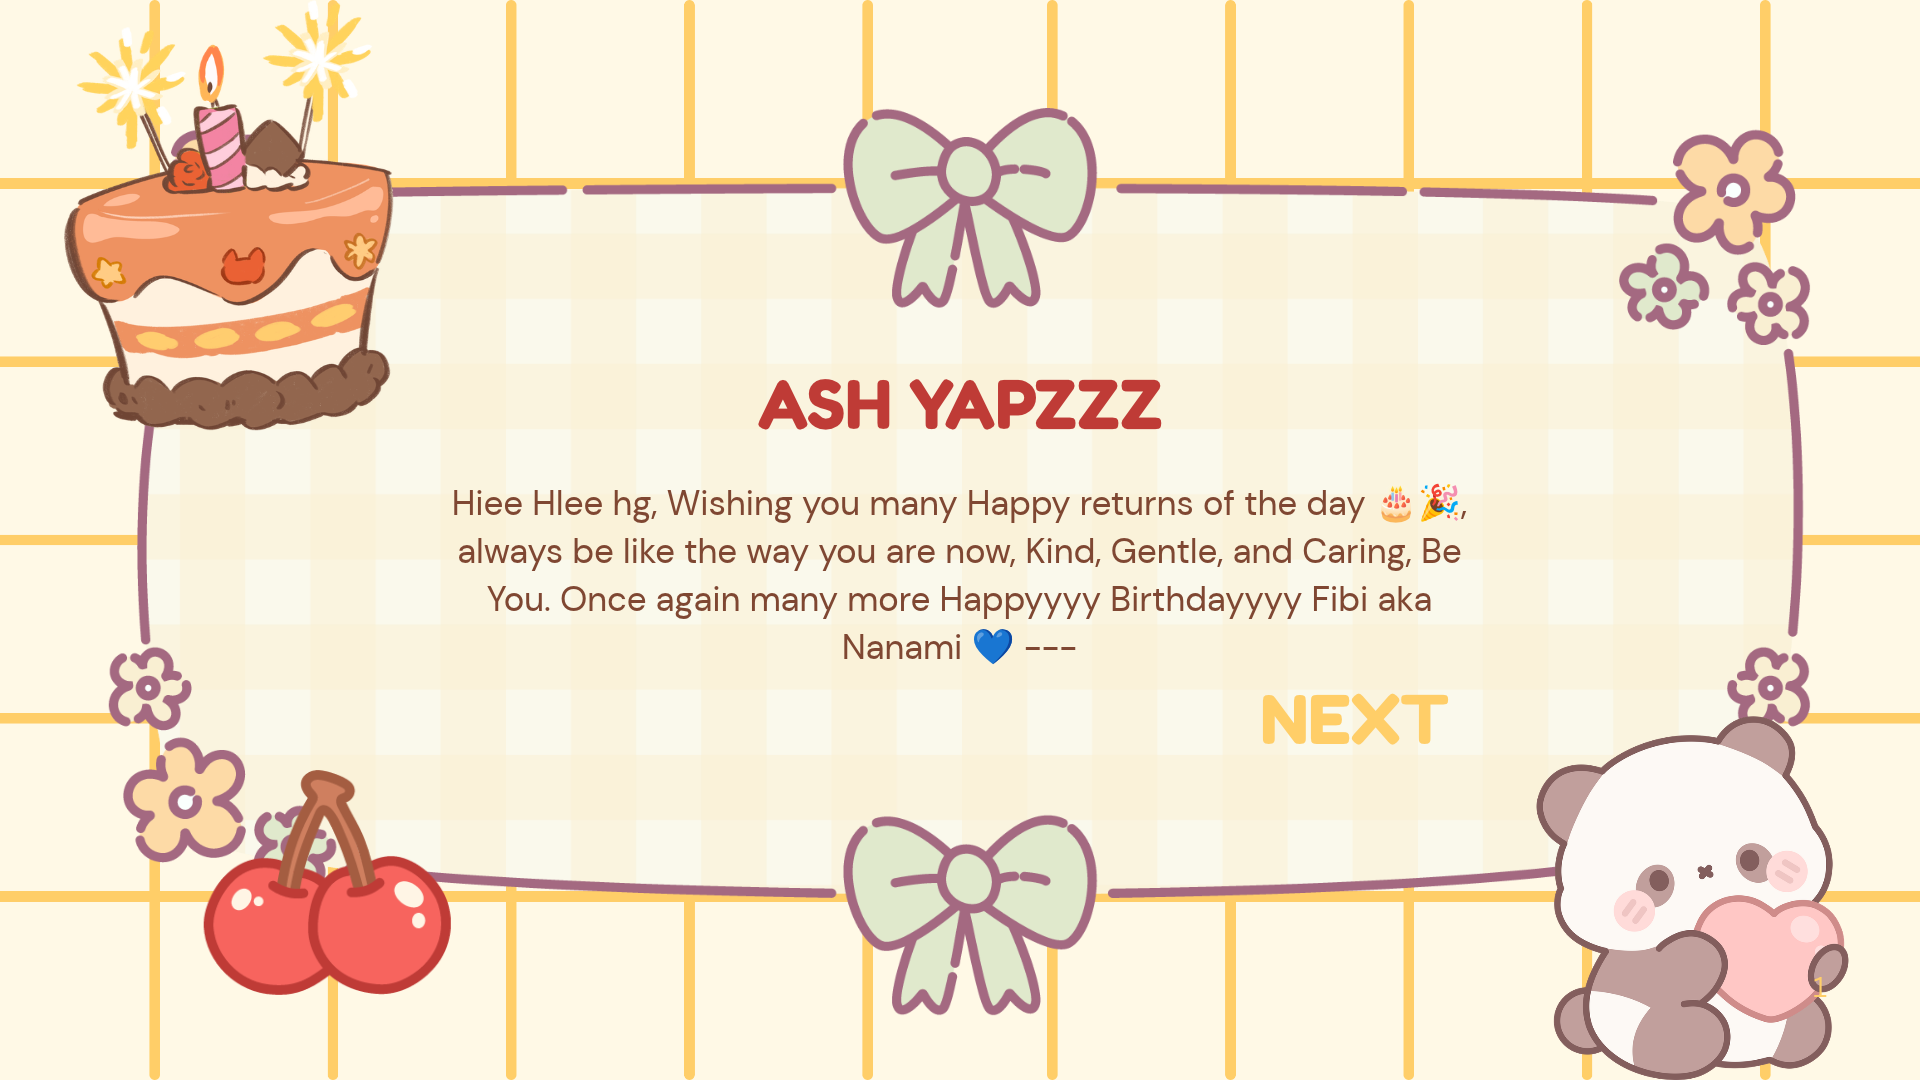 ASH YAPZZZ
Hiee Hlee hg, Wishing you many Happy returns of the day 🎂🎉,
always be like the way you are now, Kind, Gentle, and Caring, Be
You. Once again many more Happyyyy Birthdayyyy Fibi aka
Nanami 💙 ---
NEXT
1